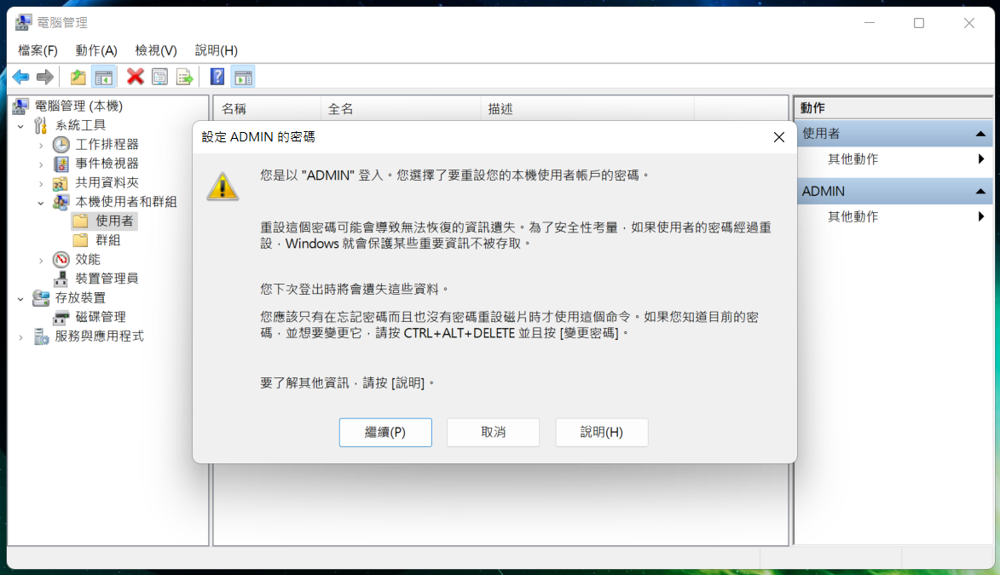 電腦管理
檔案(F) 動作(A) 檢視(V) 說明(H)
電腦管理 (本機)
系統工具
工作排程器
事件檢視器
共用資料夾
本機使用者和群組
使用者
群組
效能
裝置管理員
存放裝置
磁碟管理
服務與應用程式
名稱 全名 描述
動作
使用者
其他動作
ADMIN
其他動作
設定 ADMIN 的密碼
您是以 "ADMIN" 登入。您選擇了要重設您的本機使用者帳戶的密碼。
重設這個密碼可能會導致無法恢復的資訊遺失。為了安全性考量，如果使用者的密碼經過重
設，Windows 就會保護某些重要資訊不被存取。
您下次登出時將會遺失這些資料。
您應該只有在忘記密碼而且也沒有密碼重設磁片時才使用這個命令。如果您知道目前的密
碼，並想要變更它，請按 CTRL+ALT+DELETE 並且按 [變更密碼]。
要了解其他資訊，請按 [說明]。
繼續(P) 取消 說明(H)